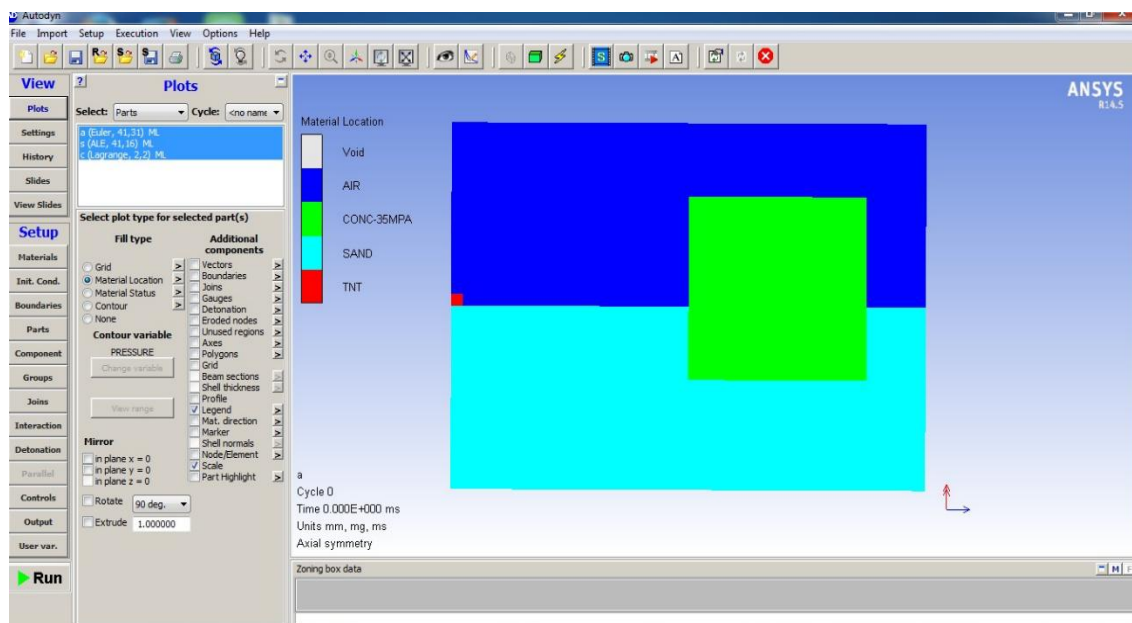 Autodyn
File Import Setup Execution View Options Help
View
Plots
Settings
History
Slides
View Slides
Setup
Materials
Init. Cond.
Boundaries
Parts
Component
Groups
Joins
Interaction
Detonation
Parallel
Controls
Output
User var.
Run
? Plots
Select: Parts Cycle: <no name
a (Euler, 41,31) ML
s (ALE, 41,16) ML
c (Lagrange, 2,2) ML
Select plot type for selected part(s)
Fill type
Grid >
Material Location >
Material Status >
Contour >
None
Contour variable
PRESSURE
Change variable
View range
Mirror
in plane x = 0
in plane y = 0
in plane z = 0
Rotate 90 deg.
Extrude 1.000000
Additional
components
Vectors >
Boundaries >
Joins >
Gauges >
Detonation >
Eroded nodes >
Unused regions >
Axes >
Polygons >
Grid
Beam sections >
Shell thickness >
Profile
Legend >
Mat. direction >
Marker >
Shell normals >
Node/Element >
Scale
Part Highlight >
ANSYS
R14.5
Material Location
Void
AIR
CONC-35MPA
SAND
TNT
a
Cycle 0
Time 0.000E+000 ms
Units mm, mg, ms
Axial symmetry
Zoning box data
M